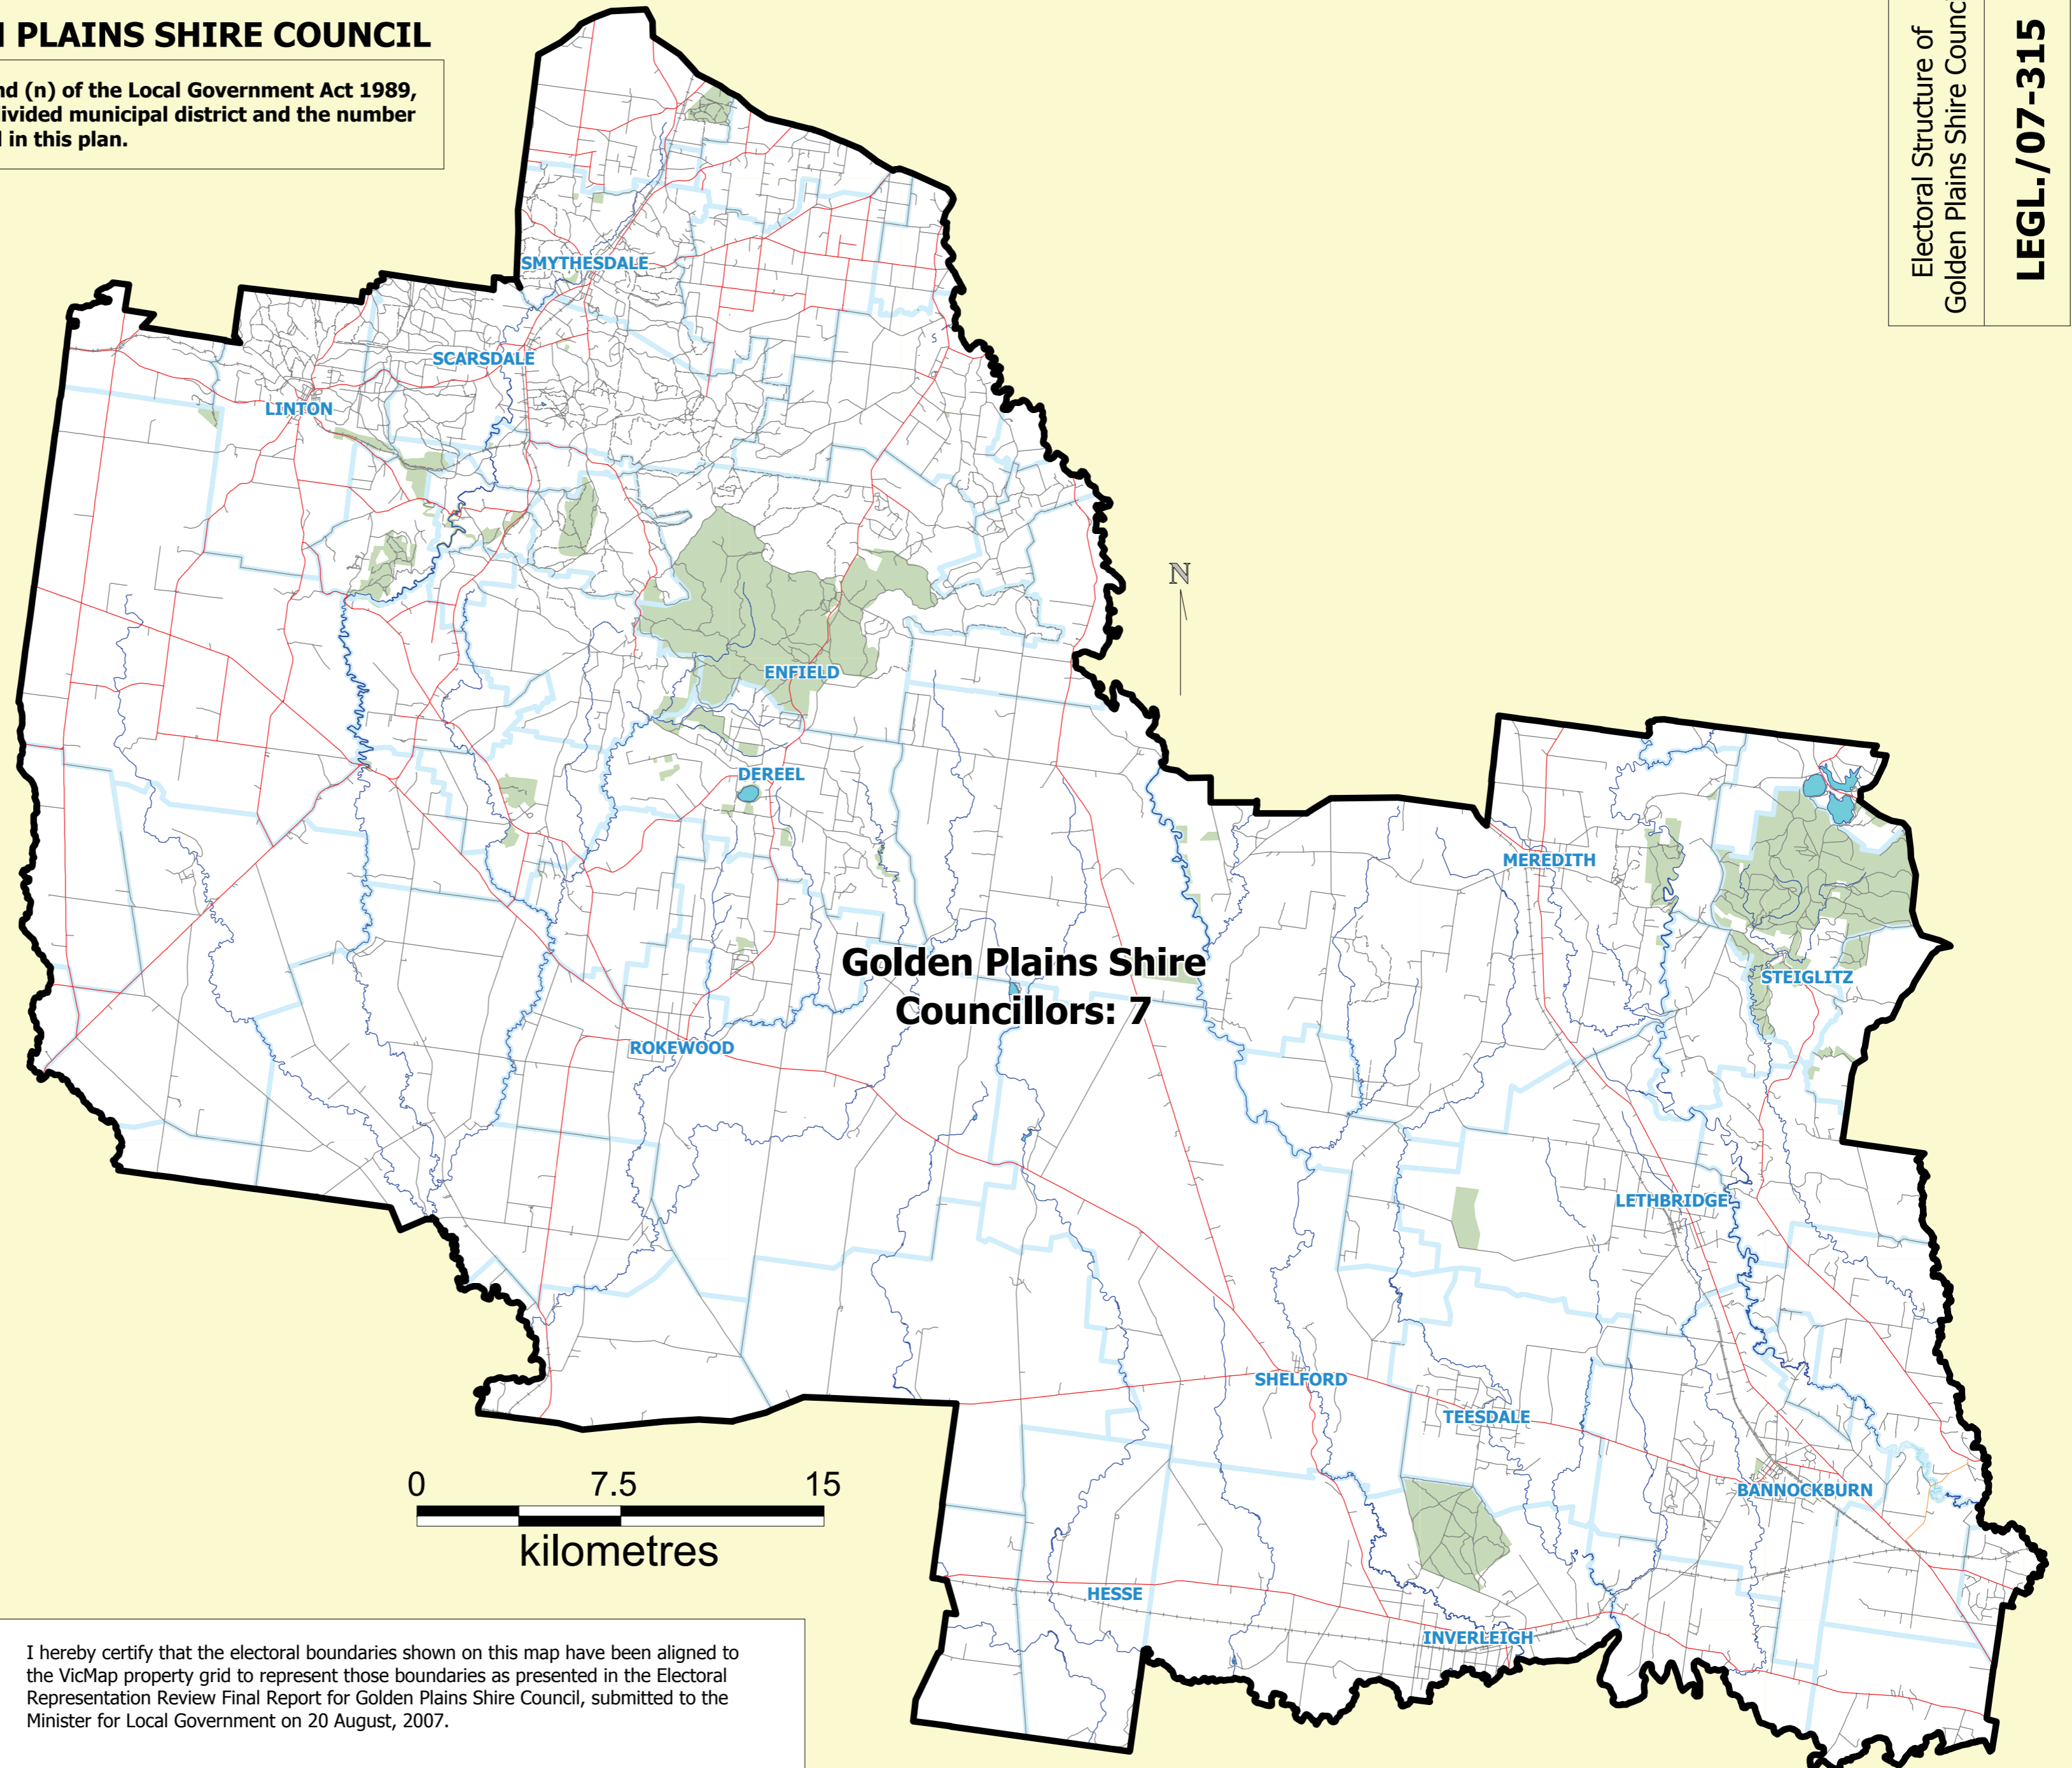 PLAINS SHIRE COUNCIL
nd (n) of the Local Government Act 1989,
ivided municipal district and the number
in this plan.
Electoral Structure of
Golden Plains Shire Counc
LEGL./07-315
SMYTHESDALE
SCARSDALE
LINTON
N
ENFIELD
DEREEL
MEREDITH
STEIGLITZ
Golden Plains Shire
Councillors: 7
ROKEWOOD
LETHBRIDGE
SHELFORD
TEESDALE
BANNOCKBURN
0 7.5 15
kilometres
HESSE
INVERLEIGH
I hereby certify that the electoral boundaries shown on this map have been aligned to
the VicMap property grid to represent those boundaries as presented in the Electoral
Representation Review Final Report for Golden Plains Shire Council, submitted to the
Minister for Local Government on 20 August, 2007.